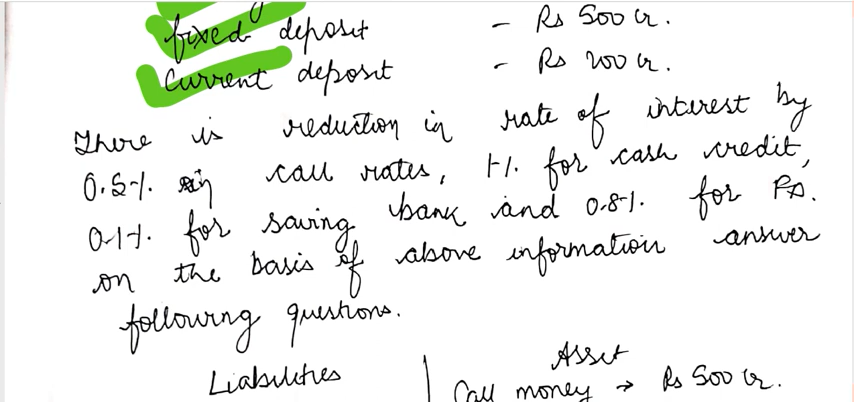 fixed deposit - Rs 500 cr.
Current deposit - Rs 200 cr.
There is reduction in rate of interest by
0.5%. in call rates, 1%. for cash credit,
0.1%. for saving bank and 0.8%. for FD.
on the basis of above information answer
following questions.
Liabilities Asset
Call money → Rs 500 cr.